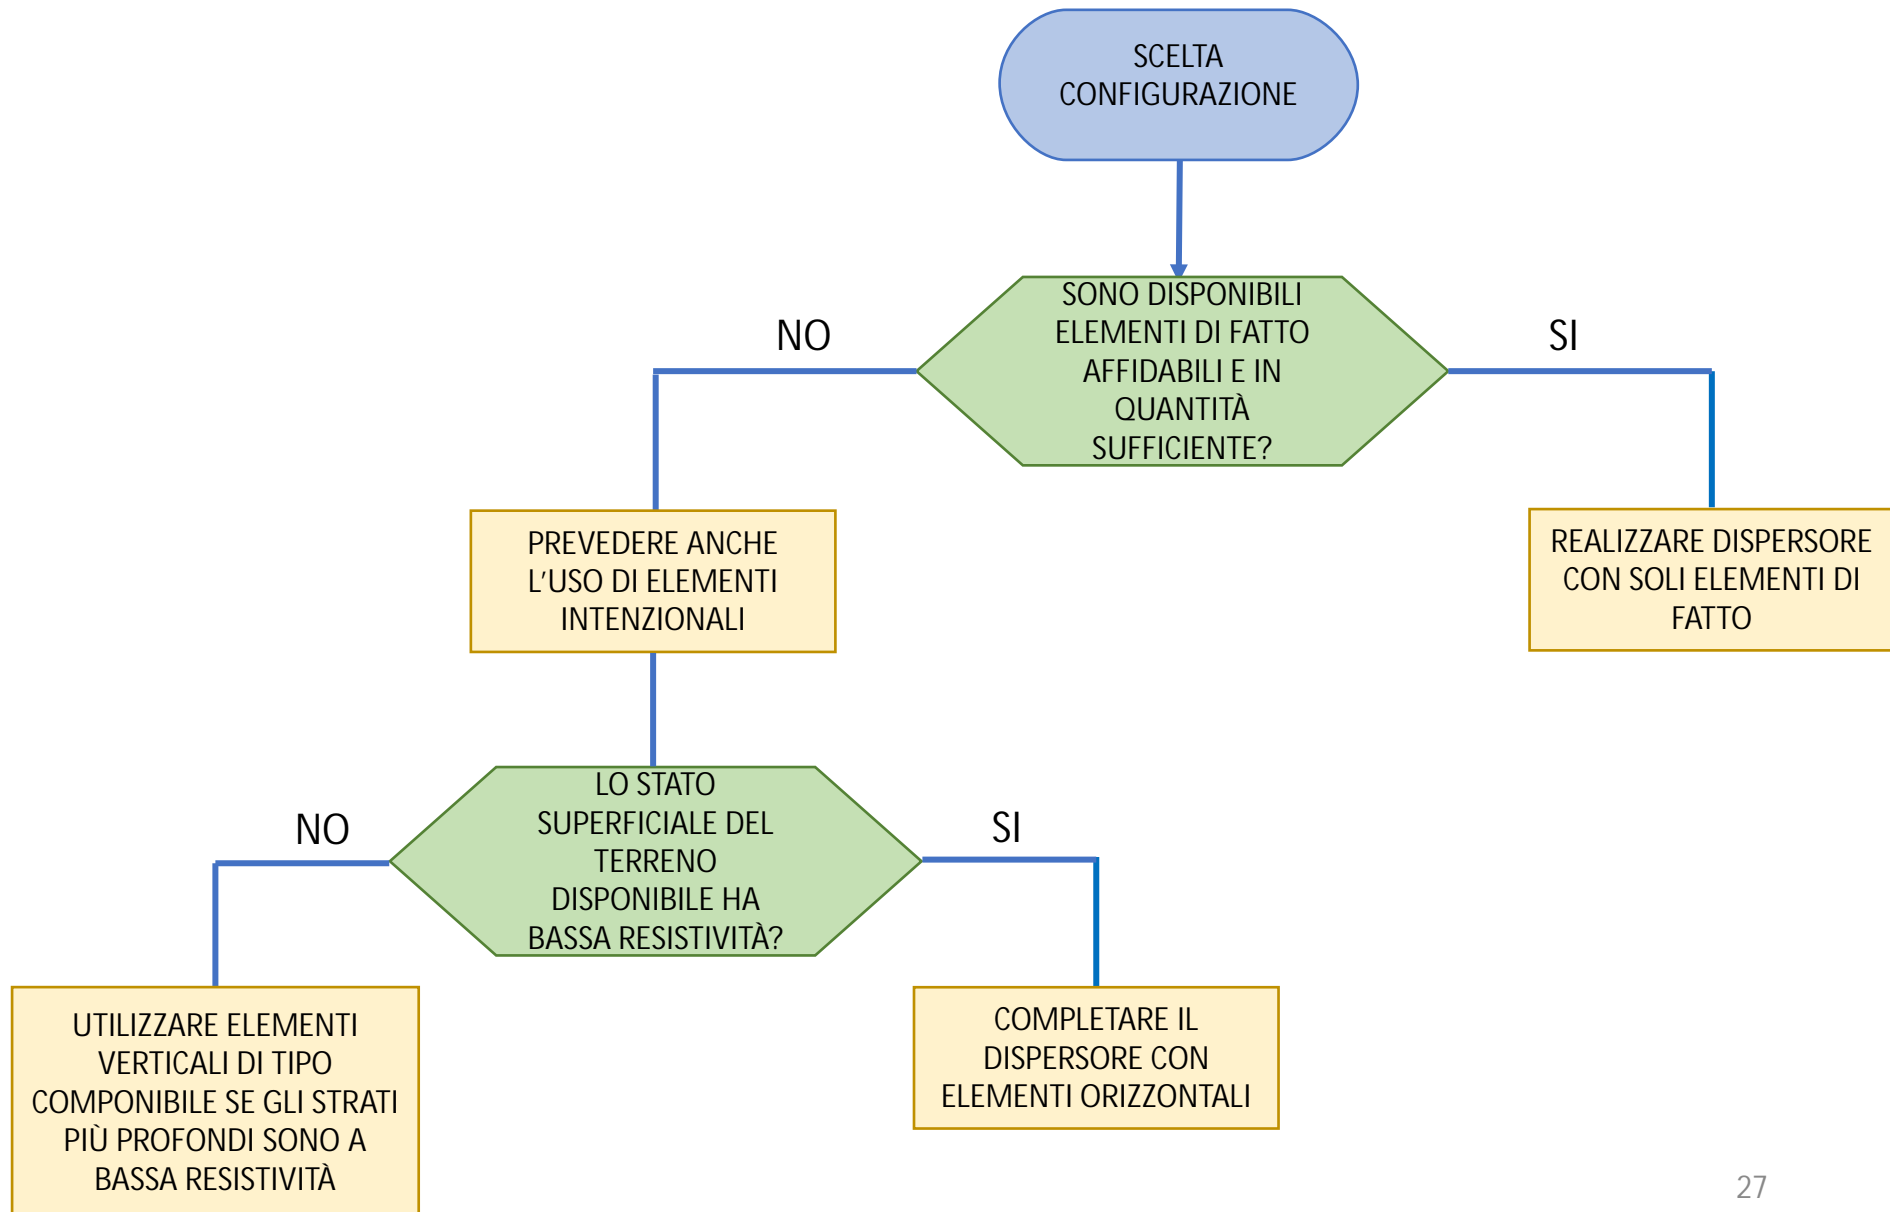 SCELTA
CONFIGURAZIONE
SONO DISPONIBILI
ELEMENTI DI FATTO
AFFIDABILI E IN
QUANTITÀ
SUFFICIENTE?
NO
SI
PREVEDERE ANCHE
L'USO DI ELEMENTI
INTENZIONALI
REALIZZARE DISPERSORE
CON SOLI ELEMENTI DI
FATTO
LO STATO
SUPERFICIALE DEL
TERRENO
DISPONIBILE HA
BASSA RESISTIVITÀ?
NO
SI
UTILIZZARE ELEMENTI
VERTICALI DI TIPO
COMPONIBILE SE GLI STRATI
PIÙ PROFONDI SONO A
BASSA RESISTIVITÀ
COMPLETARE IL
DISPERSORE CON
ELEMENTI ORIZZONTALI
27